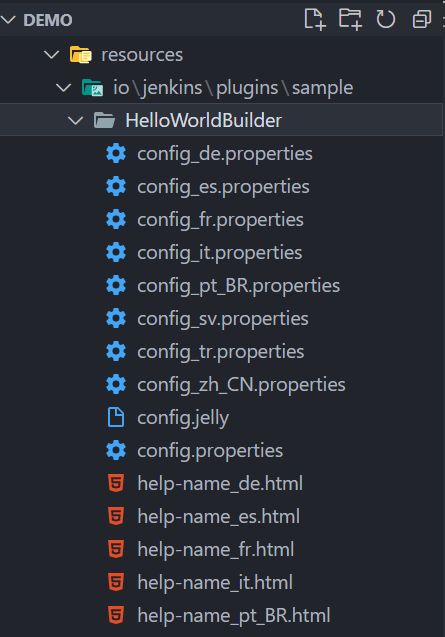 DEMO
resources
io\jenkins\plugins\sample
HelloWorldBuilder
config_de.properties
config_es.properties
config_fr.properties
config_it.properties
config_pt_BR.properties
config_sv.properties
config_tr.properties
config_zh_CN.properties
config.jelly
config.properties
help-name_de.html
help-name_es.html
help-name_fr.html
help-name_it.html
help-name_pt_BR.html